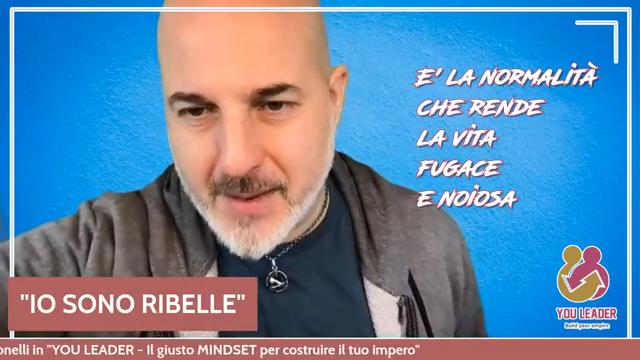 E' LA NORMALITÀ
CHE RENDE
LA VITA
FUGACE
E NOIOSA
"IO SONO RIBELLE"
YOU LEADER
Build your empire
onelli in "YOU LEADER - Il giusto MINDSET per costruire il tuo impero"